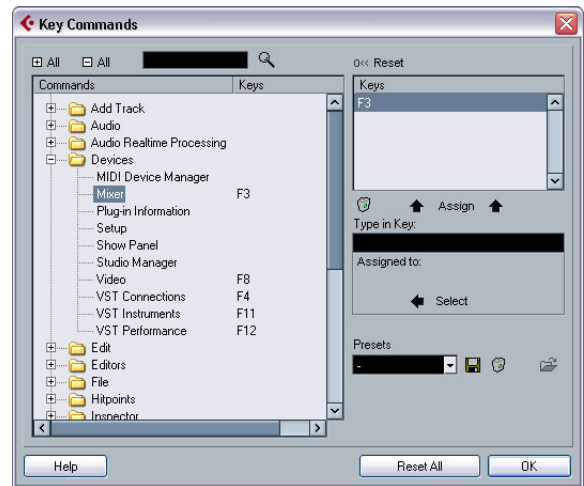 Key Commands
All All
0<< Reset
Commands Keys
Keys
Add Track
F3
Audio
Audio Realtime Processing
Devices
MIDI Device Manager
Mixer F3
Plug-in Information
Assign
Setup
Type in Key:
Show Panel
Studio Manager
Assigned to:
Video F8
VST Connections F4
Select
VST Instruments F11
VST Performance F12
Edit
Presets
Editors
-
File
Hitpoints
Inspector
Help
Reset All
OK